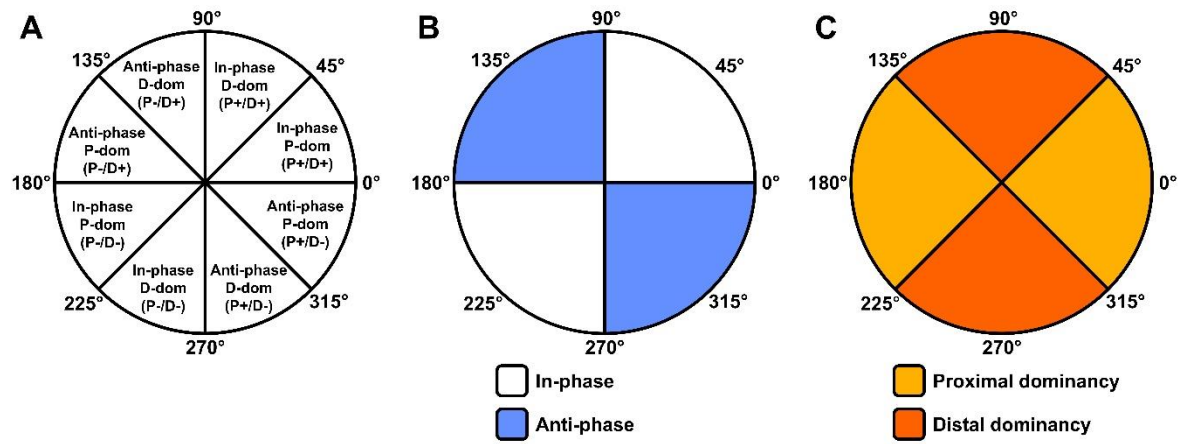 A
90°
135°
45°
180°
0°
225°
315°
270°
Anti-phase
D-dom
(P-/D+)
In-phase
D-dom
(P+/D+)
Anti-phase
P-dom
(P-/D+)
In-phase
P-dom
(P+/D+)
In-phase
P-dom
(P-/D-)
Anti-phase
P-dom
(P+/D-)
In-phase
D-dom
(P-/D-)
Anti-phase
D-dom
(P+/D-)
B
90°
135°
45°
180°
0°
225°
315°
270°
In-phase
Anti-phase
C
90°
135°
45°
180°
0°
225°
315°
270°
Proximal dominancy
Distal dominancy